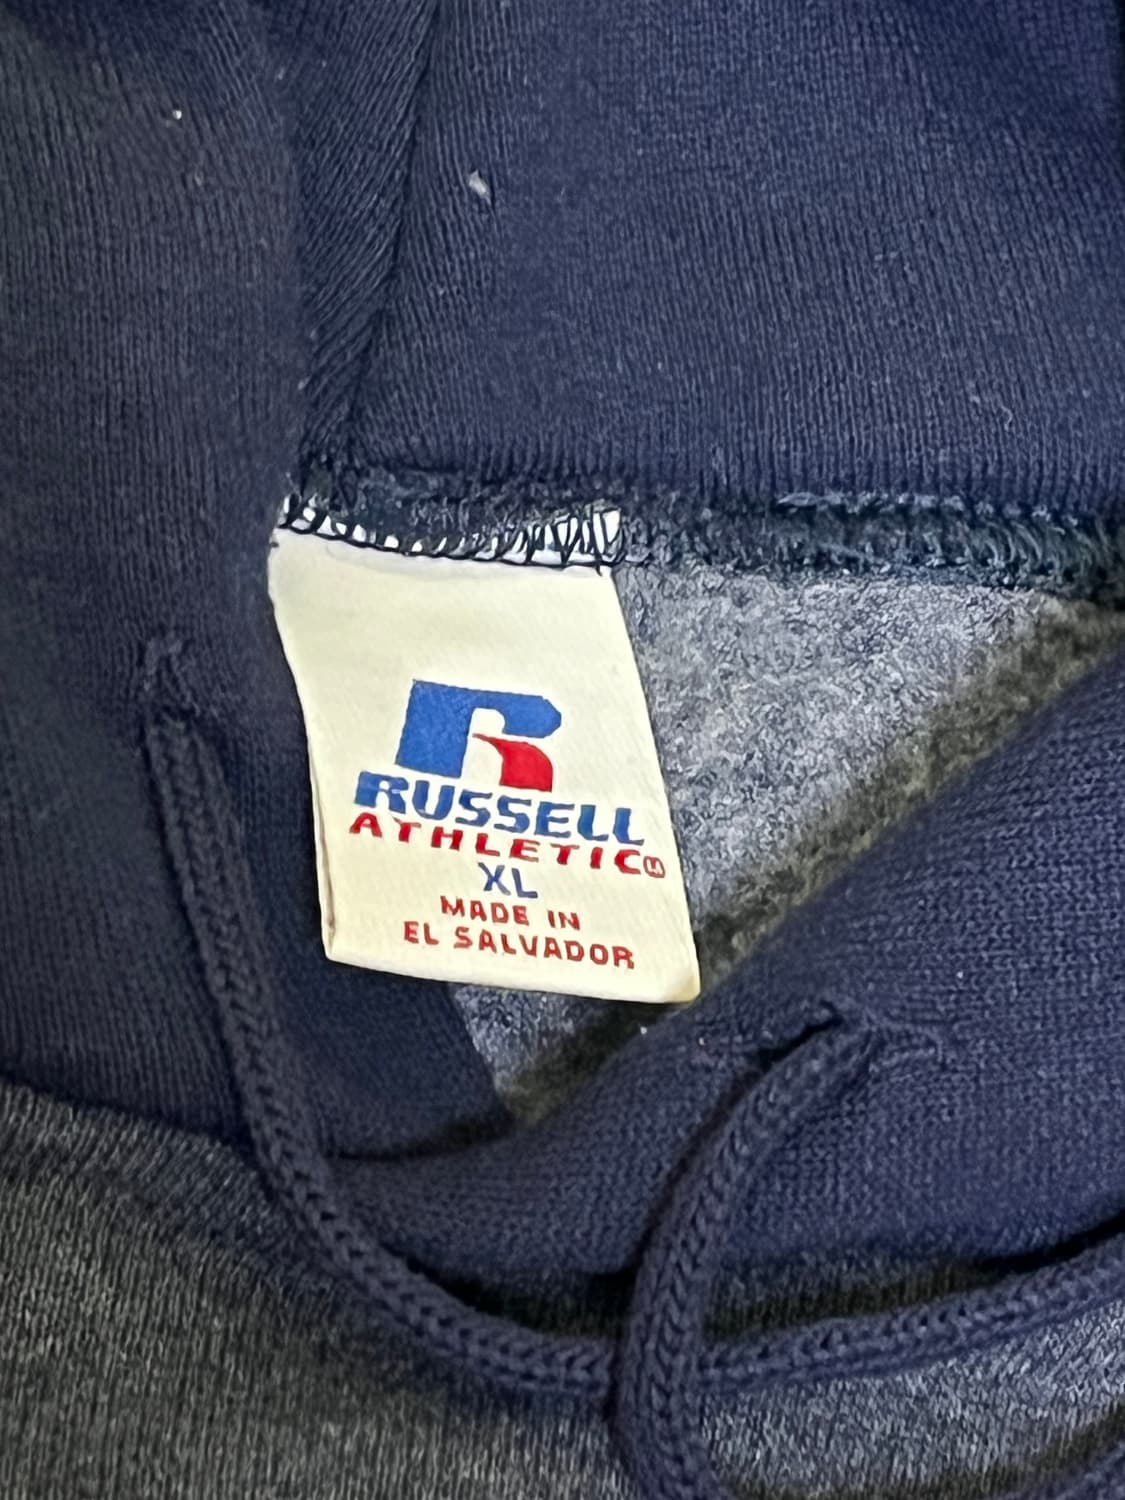 R
RUSSELL
ATHLETIC®
XL
MADE IN
EL SALVADOR